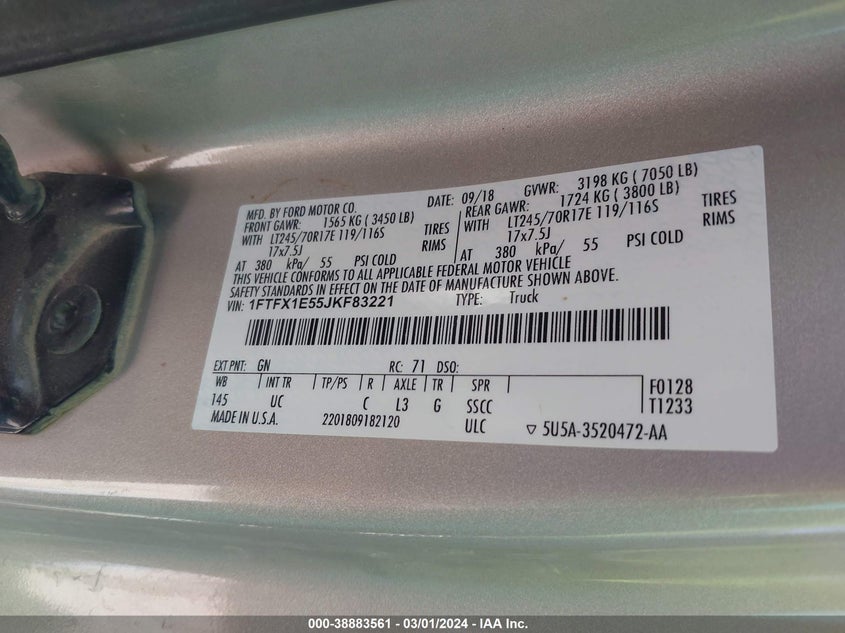 MFD. BY FORD MOTOR CO. DATE: 09/18 GVWR: 3198 KG ( 7050 LB)
FRONT GAWR: 1565 KG ( 3450 LB) REAR GAWR: 1724 KG ( 3800 LB)
WITH LT245/70R17E 119/116S TIRES WITH LT245/70R17E 119/116S TIRES
17x7.5J RIMS 17x7.5J RIMS
AT 380 kPa/ 55 PSI COLD AT 380 kPa/ 55 PSI COLD
THIS VEHICLE CONFORMS TO ALL APPLICABLE FEDERAL MOTOR VEHICLE
SAFETY STANDARDS IN EFFECT ON THE DATE OF MANUFACTURE SHOWN ABOVE.
VIN: 1FTFX1E55JKF83221 TYPE: Truck
EXT PNT: GN RC: 71 DSO:
WB INT TR TP/PS R AXLE TR SPR F0128
145 UC C L3 G SSCC T1233
MADE IN U.S.A. 2201809182120 ULC ▽ 5U5A-3520472-AA
000-38883561 - 03/01/2024 - IAA Inc.